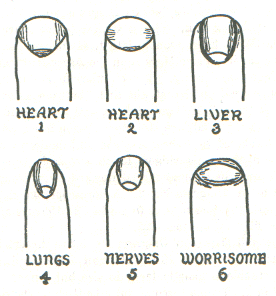 HEART HEART LIVER
1 2 3
LUNGS NERVES WORRISOME
4 5 6